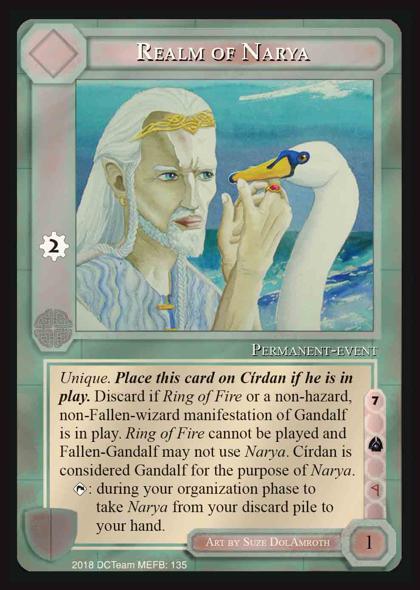 Realm of Narya
2
Permanent-event
Unique. Place this card on Círdan if he is in
play. Discard if Ring of Fire or a non-hazard,
non-Fallen-wizard manifestation of Gandalf
is in play. Ring of Fire cannot be played and
Fallen-Gandalf may not use Narya. Círdan is
considered Gandalf for the purpose of Narya.
: during your organization phase to
take Narya from your discard pile to
your hand.
7
Art by Suze DolAmroth
1
2018 DCTeam MEFB: 135